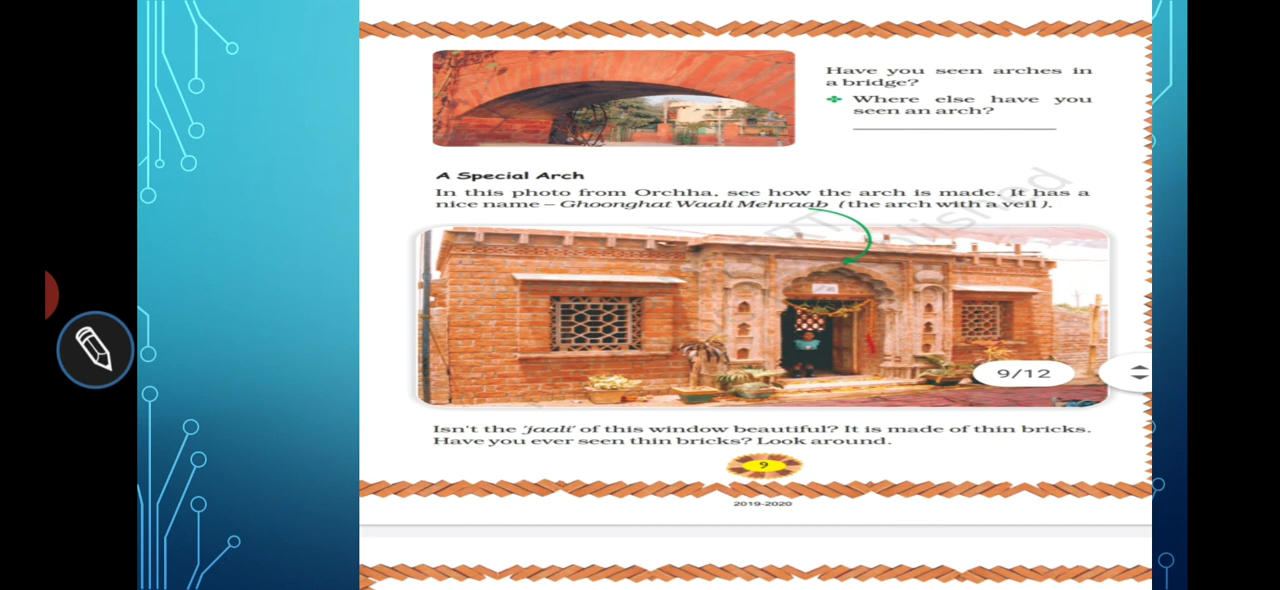 Have you seen arches in
a bridge?
Where else have you
seen an arch?
A Special Arch
In this photo from Orchha, see how the arch is made. It has a
nice name – Ghoonghat Waali Mehraab (the arch with a veil).
9/12
Isn't the 'jaali' of this window beautiful? It is made of thin bricks.
Have you ever seen thin bricks? Look around.
9
2019-2020